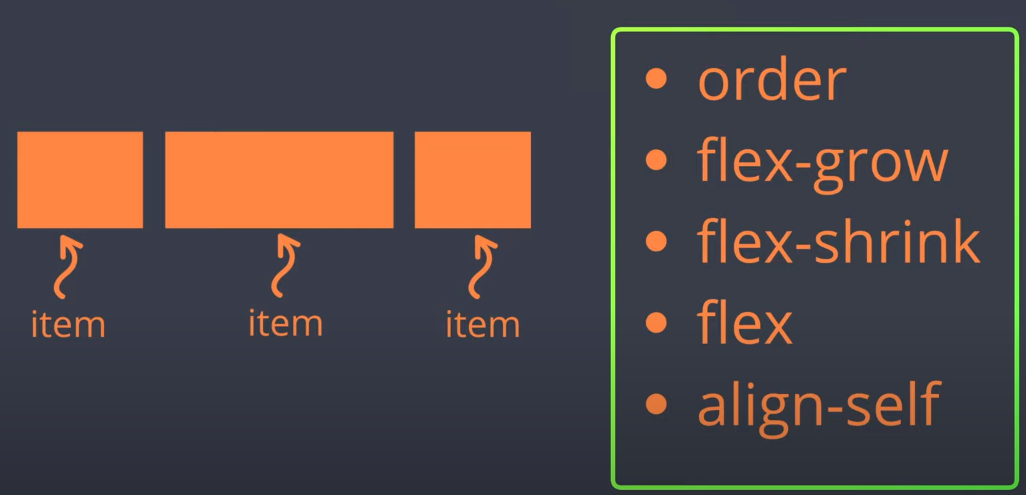 item
item
item
• order
• flex-grow
• flex-shrink
• flex
• align-self